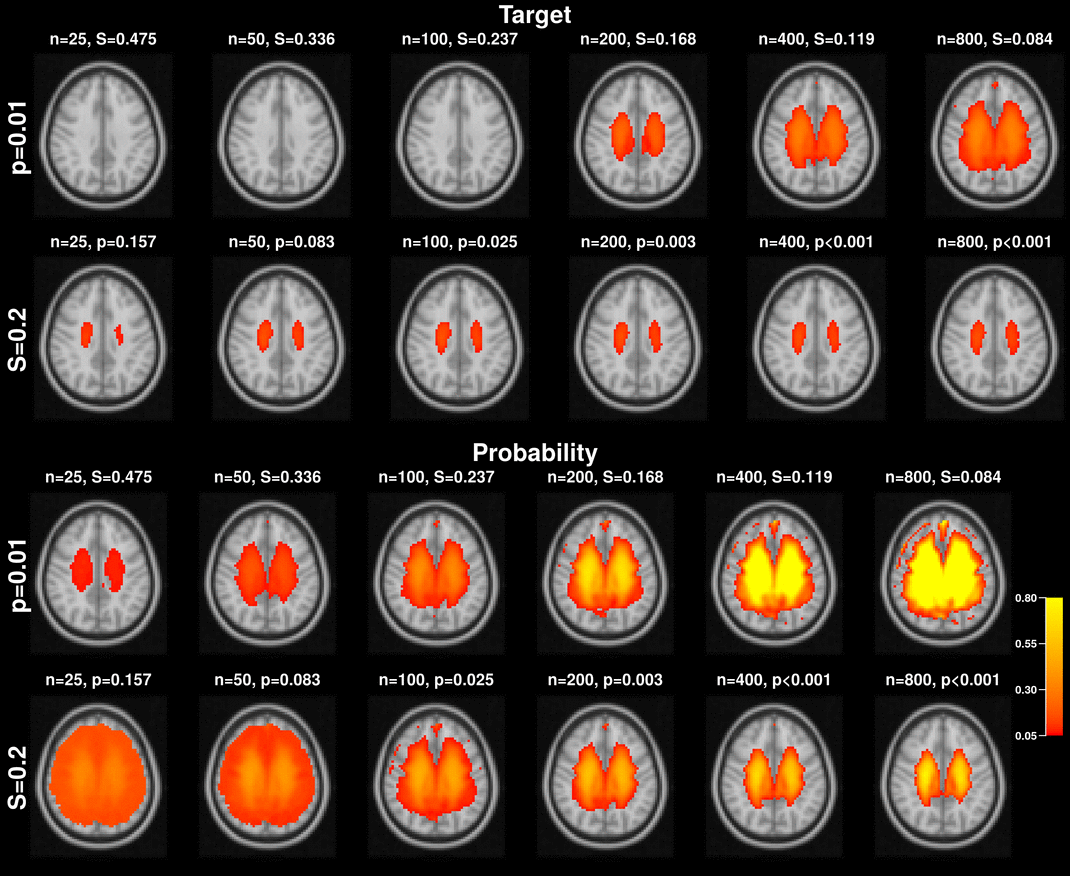 Target
n=25, S=0.475 n=50, S=0.336 n=100, S=0.237 n=200, S=0.168 n=400, S=0.119 n=800, S=0.084
p=0.01
n=25, p=0.157 n=50, p=0.083 n=100, p=0.025 n=200, p=0.003 n=400, p<0.001 n=800, p<0.001
S=0.2
Probability
n=25, S=0.475 n=50, S=0.336 n=100, S=0.237 n=200, S=0.168 n=400, S=0.119 n=800, S=0.084
p=0.01
0.80
0.55
0.30
0.05
n=25, p=0.157 n=50, p=0.083 n=100, p=0.025 n=200, p=0.003 n=400, p<0.001 n=800, p<0.001
S=0.2